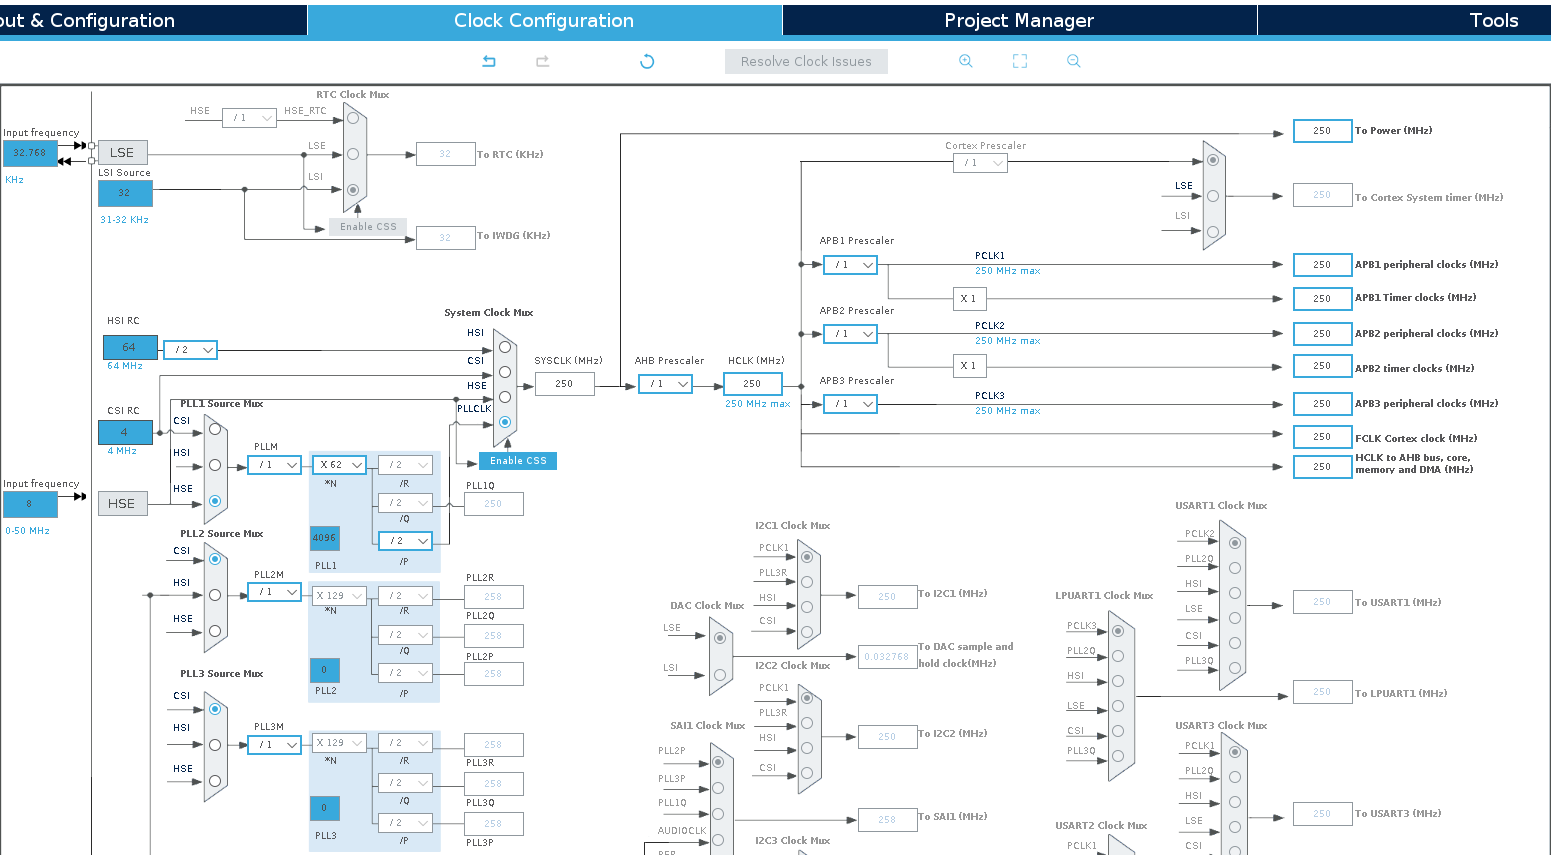 out & Configuration
Clock Configuration
Project Manager
Tools
Resolve Clock Issues
RTC Clock Mux
HSE
/ 1
HSE_RTC
Input frequency
32.768
KHz
LSE
LSE
32
To RTC (KHz)
LSI Source
32
31-32 KHz
LSI
Enable CSS
32
To IWDG (KHz)
250
To Power (MHz)
Cortex Prescaler
/ 1
LSE
LSI
250
To Cortex System timer (MHz)
APB1 Prescaler
/ 1
PCLK1
250 MHz max
250
APB1 peripheral clocks (MHz)
X 1
250
APB1 Timer clocks (MHz)
APB2 Prescaler
/ 1
PCLK2
250 MHz max
250
APB2 peripheral clocks (MHz)
X 1
250
APB2 timer clocks (MHz)
APB3 Prescaler
/ 1
PCLK3
250 MHz max
250
APB3 peripheral clocks (MHz)
250
FCLK Cortex clock (MHz)
250
HCLK to AHB bus, core,
memory and DMA (MHz)
HSI RC
64
64 MHz
/ 2
System Clock Mux
HSI
CSI
HSE
PLLCLK
SYSCLK (MHz)
250
AHB Prescaler
/ 1
HCLK (MHz)
250
250 MHz max
Enable CSS
CSI RC
4
4 MHz
PLL1 Source Mux
CSI
HSI
HSE
PLLM
/ 1
X 62
*N
/ 2
/R
/ 2
/Q
/ 2
/P
4096
PLL1
PLL1Q
250
Input frequency
8
0-50 MHz
HSE
PLL2 Source Mux
CSI
HSI
HSE
PLL2M
/ 1
X 129
*N
/ 2
/R
/ 2
/Q
/ 2
/P
0
PLL2
PLL2R
258
PLL2Q
258
PLL2P
258
PLL3 Source Mux
CSI
HSI
HSE
PLL3M
/ 1
X 129
*N
/ 2
/R
/ 2
/Q
/ 2
/P
0
PLL3
258
PLL3R
258
PLL3Q
258
PLL3P
I2C1 Clock Mux
PCLK1
PLL3R
HSI
CSI
250
To I2C1 (MHz)
DAC Clock Mux
LSE
LSI
0.032768
To DAC sample and
hold clock(MHz)
I2C2 Clock Mux
PCLK1
PLL3R
HSI
CSI
250
To I2C2 (MHz)
SAI1 Clock Mux
PLL2P
PLL3P
PLL1Q
AUDIOCLK
PER
258
To SAI1 (MHz)
I2C3 Clock Mux
LPUART1 Clock Mux
PCLK3
PLL2Q
HSI
LSE
CSI
PLL3Q
250
To LPUART1 (MHz)
USART1 Clock Mux
PCLK2
PLL2Q
HSI
LSE
CSI
PLL3Q
250
To USART1 (MHz)
USART3 Clock Mux
PCLK1
PLL2Q
HSI
LSE
CSI
250
To USART3 (MHz)
USART2 Clock Mux
PCLK1